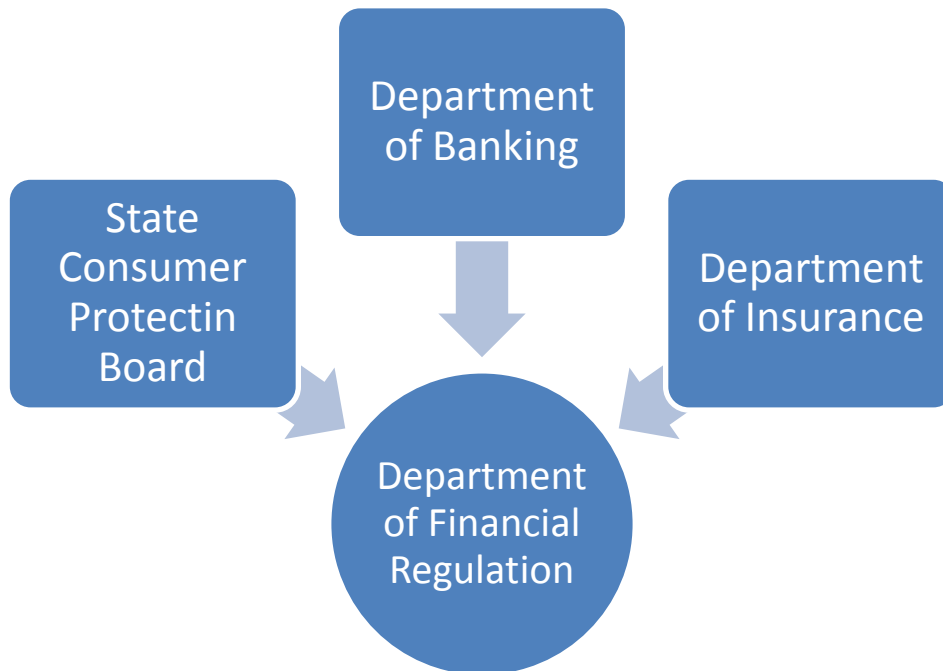 Department
of Banking
State
Consumer
Protectin
Board
Department
of Insurance
Department
of Financial
Regulation